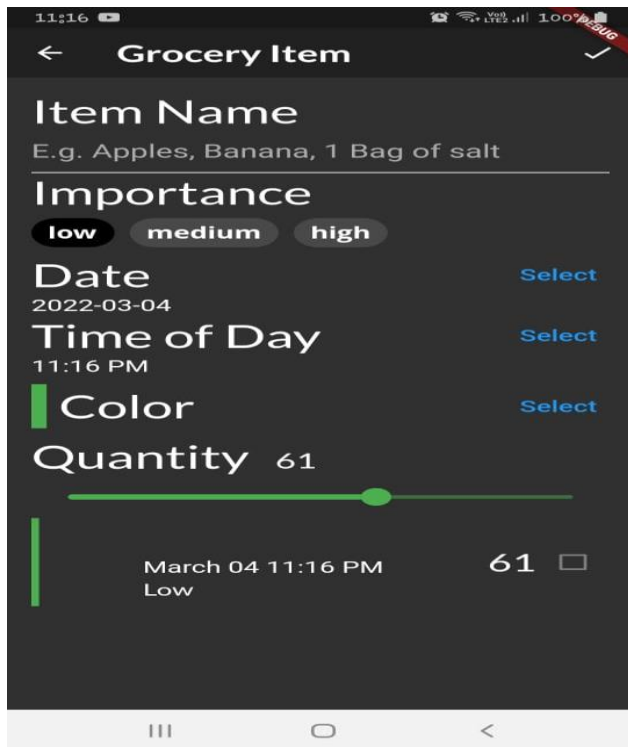 11:16 Vo)) LTE2 100%
DEBUG
Grocery Item
Item Name
E.g. Apples, Banana, 1 Bag of salt
Importance
low medium high
Date Select
2022-03-04
Time of Day Select
11:16 PM
Color Select
Quantity 61
March 04 11:16 PM 61
Low